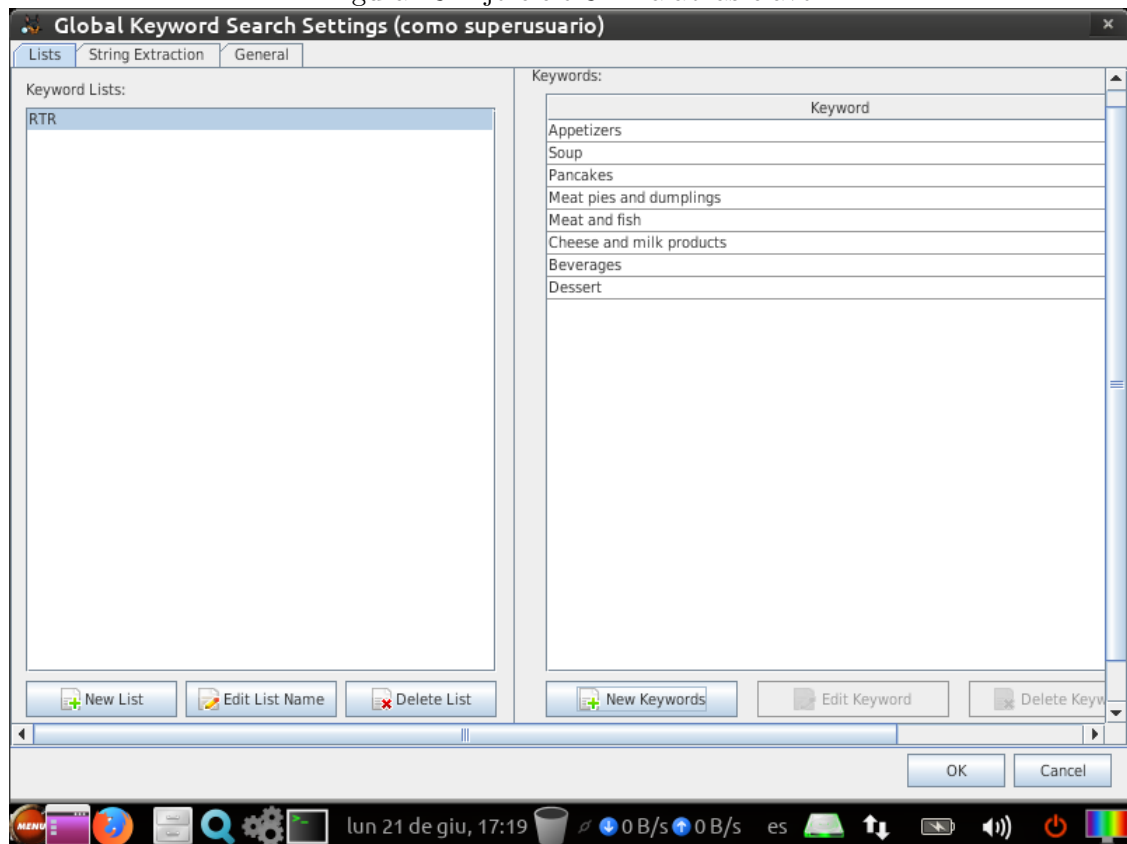 Global Keyword Search Settings (como superusuario)
Lists String Extraction General
Keyword Lists:
RTR
Keywords:
Keyword
Appetizers
Soup
Pancakes
Meat pies and dumplings
Meat and fish
Cheese and milk products
Beverages
Dessert
New List Edit List Name Delete List
New Keywords Edit Keyword Delete Keyw
OK Cancel
MENU lun 21 de giu, 17:19 0 B/s 0 B/s es